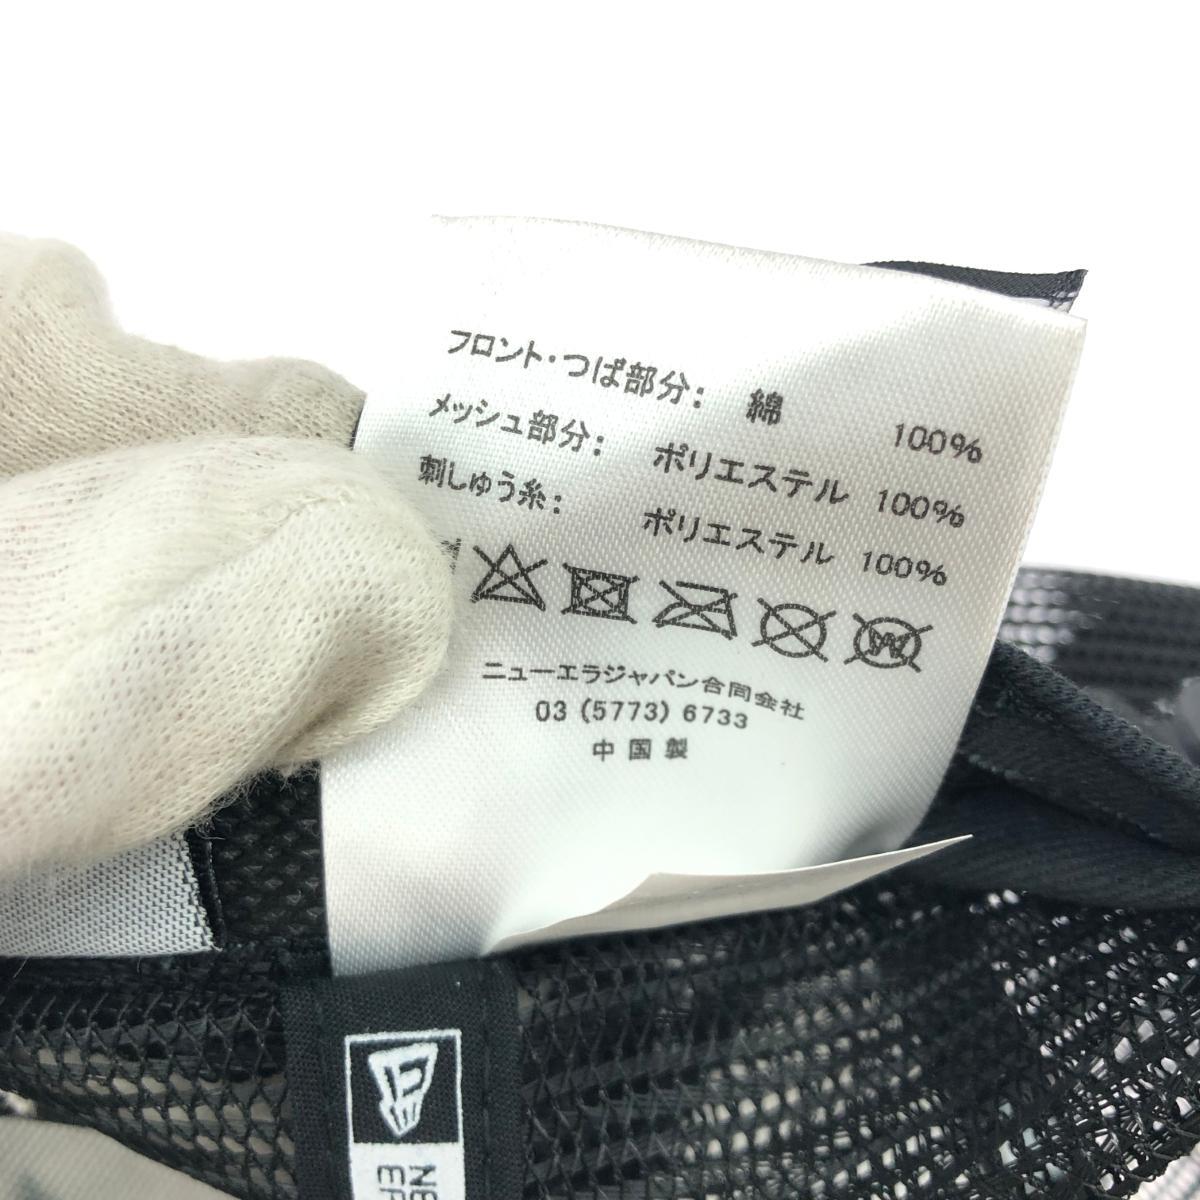 フロント・つば部分： 綿 100%
メッシュ部分： ポリエステル 100%
刺しゅう糸： ポリエステル 100%
ニューエラジャパン合同会社
03 (5773) 6733
中国製